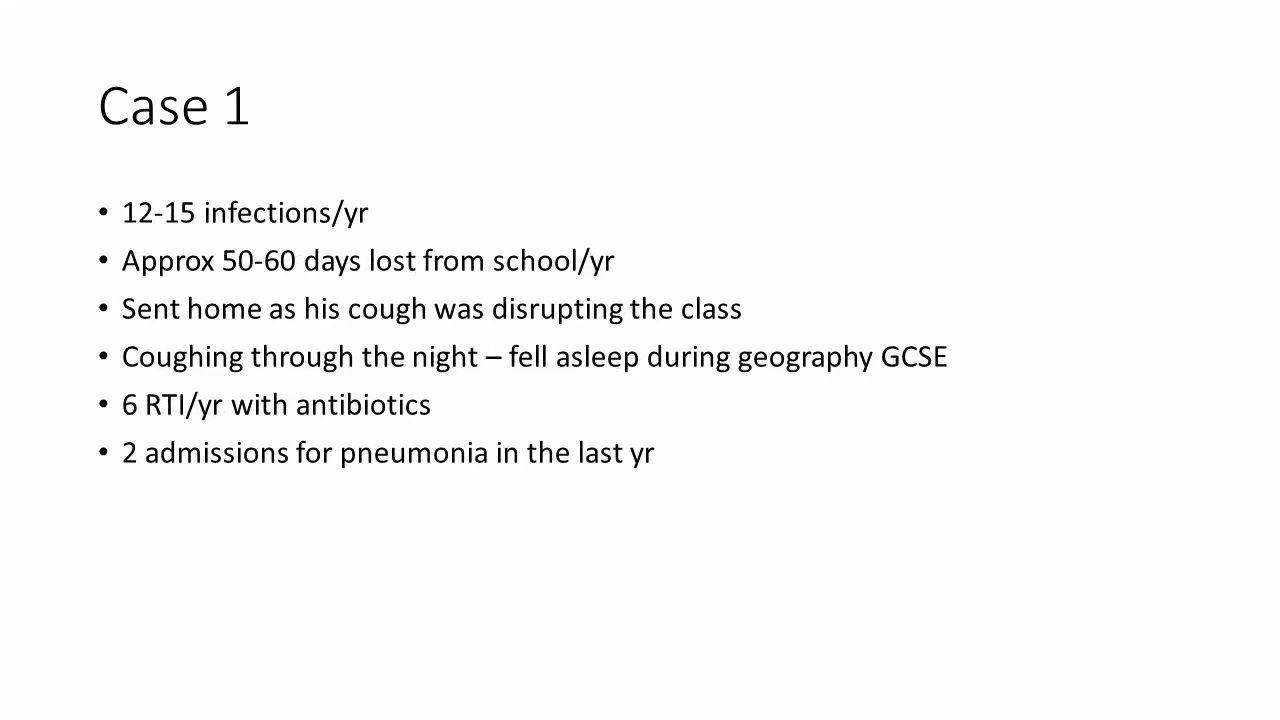 Case 1
• 12-15 infections/yr
• Approx 50-60 days lost from school/yr
• Sent home as his cough was disrupting the class
• Coughing through the night – fell asleep during geography GCSE
• 6 RTI/yr with antibiotics
• 2 admissions for pneumonia in the last yr